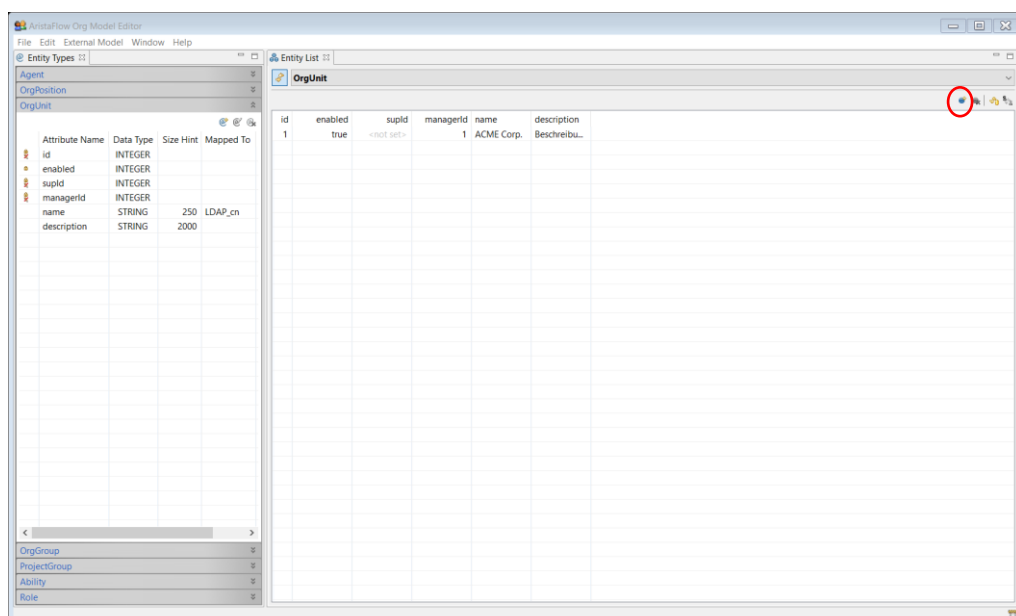 AristaFlow Org Model Editor
File Edit External Model Window Help
Entity Types
Agent
OrgPosition
OrgUnit
Attribute Name Data Type Size Hint Mapped To
id INTEGER
enabled INTEGER
supId INTEGER
managerId INTEGER
name STRING 250 LDAP_cn
description STRING 2000
OrgGroup
ProjectGroup
Ability
Role
Entity List
OrgUnit
id enabled supId managerId name description
1 true <not set> 1 ACME Corp. Beschreibu...